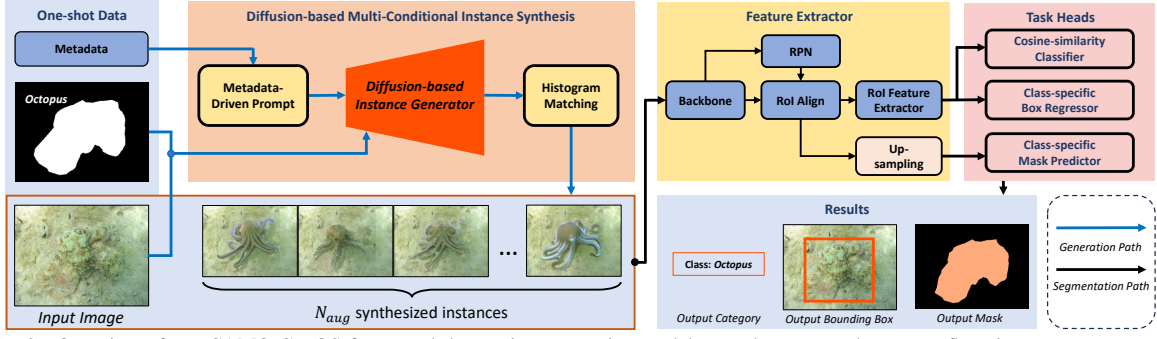 One-shot Data
Metadata
Octopus
Input Image
Diffusion-based Multi-Conditional Instance Synthesis
Metadata-
Driven Prompt
Diffusion-based
Instance Generator
Histogram
Matching
...
N_aug synthesized instances
Feature Extractor
RPN
Backbone
RoI Align
RoI Feature
Extractor
Up-
sampling
Task Heads
Cosine-similarity
Classifier
Class-specific
Box Regressor
Class-specific
Mask Predictor
Results
Class: Octopus
Output Category
Output Bounding Box
Output Mask
Generation Path
Segmentation Path